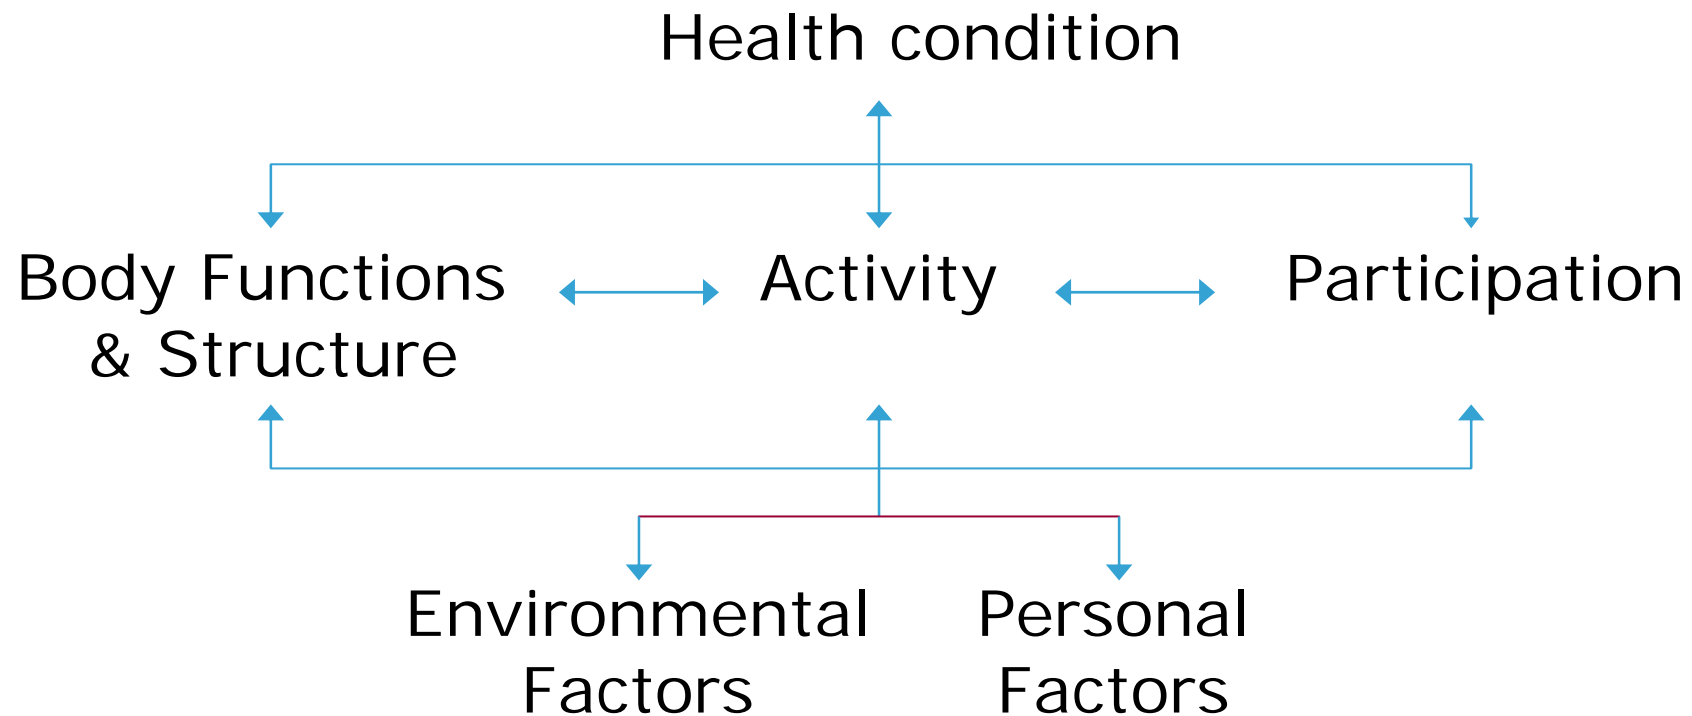 Health condition
Body Functions
& Structure
Activity
Participation
Environmental
Factors
Personal
Factors